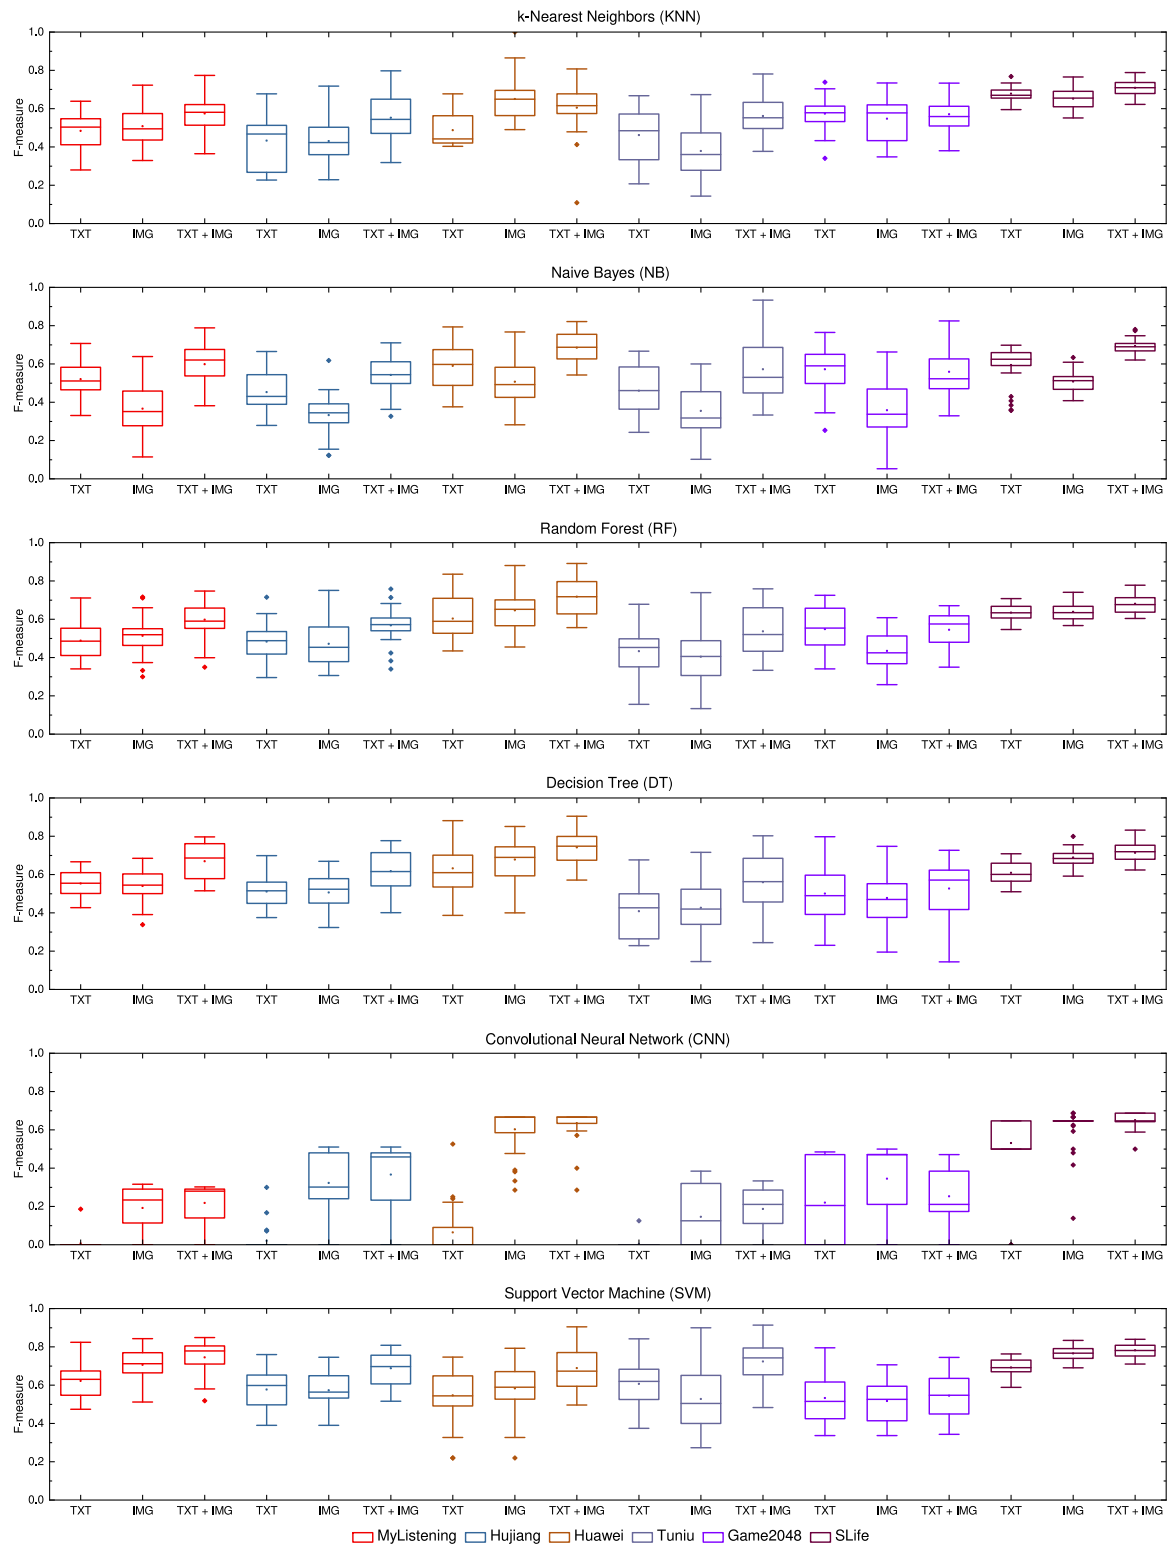 k-Nearest Neighbors (KNN)
1.0
0.8
0.6
0.4
0.2
0.0
F-measure
TXT IMG TXT + IMG TXT IMG TXT + IMG TXT IMG TXT + IMG TXT IMG TXT + IMG TXT IMG TXT + IMG TXT IMG TXT + IMG
Naive Bayes (NB)
1.0
0.8
0.6
0.4
0.2
0.0
F-measure
TXT IMG TXT + IMG TXT IMG TXT + IMG TXT IMG TXT + IMG TXT IMG TXT + IMG TXT IMG TXT + IMG TXT IMG TXT + IMG
Random Forest (RF)
1.0
0.8
0.6
0.4
0.2
0.0
F-measure
TXT IMG TXT + IMG TXT IMG TXT + IMG TXT IMG TXT + IMG TXT IMG TXT + IMG TXT IMG TXT + IMG TXT IMG TXT + IMG
Decision Tree (DT)
1.0
0.8
0.6
0.4
0.2
0.0
F-measure
TXT IMG TXT + IMG TXT IMG TXT + IMG TXT IMG TXT + IMG TXT IMG TXT + IMG TXT IMG TXT + IMG TXT IMG TXT + IMG
Convolutional Neural Network (CNN)
1.0
0.8
0.6
0.4
0.2
0.0
F-measure
TXT IMG TXT + IMG TXT IMG TXT + IMG TXT IMG TXT + IMG TXT IMG TXT + IMG TXT IMG TXT + IMG TXT IMG TXT + IMG
Support Vector Machine (SVM)
1.0
0.8
0.6
0.4
0.2
0.0
F-measure
TXT IMG TXT + IMG TXT IMG TXT + IMG TXT IMG TXT + IMG TXT IMG TXT + IMG TXT IMG TXT + IMG TXT IMG TXT + IMG
MyListening Hujiang Huawei Tuniu Game2048 SLife